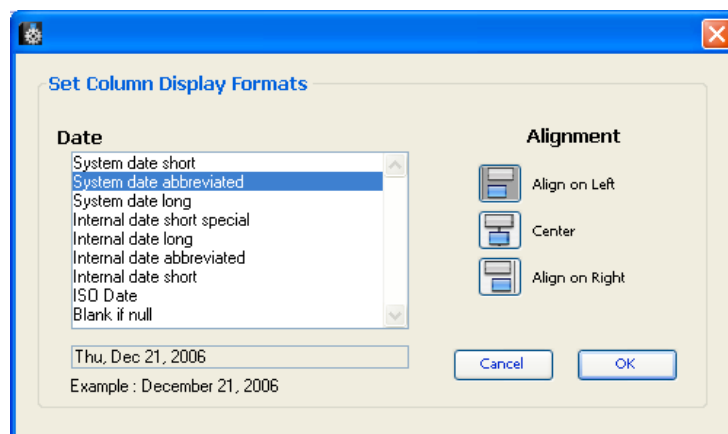 Set Column Display Formats
Date
System date short
System date abbreviated
System date long
Internal date short special
Internal date long
Internal date abbreviated
Internal date short
ISO Date
Blank if null
Thu, Dec 21, 2006
Example : December 21, 2006
Alignment
Align on Left
Center
Align on Right
Cancel
OK